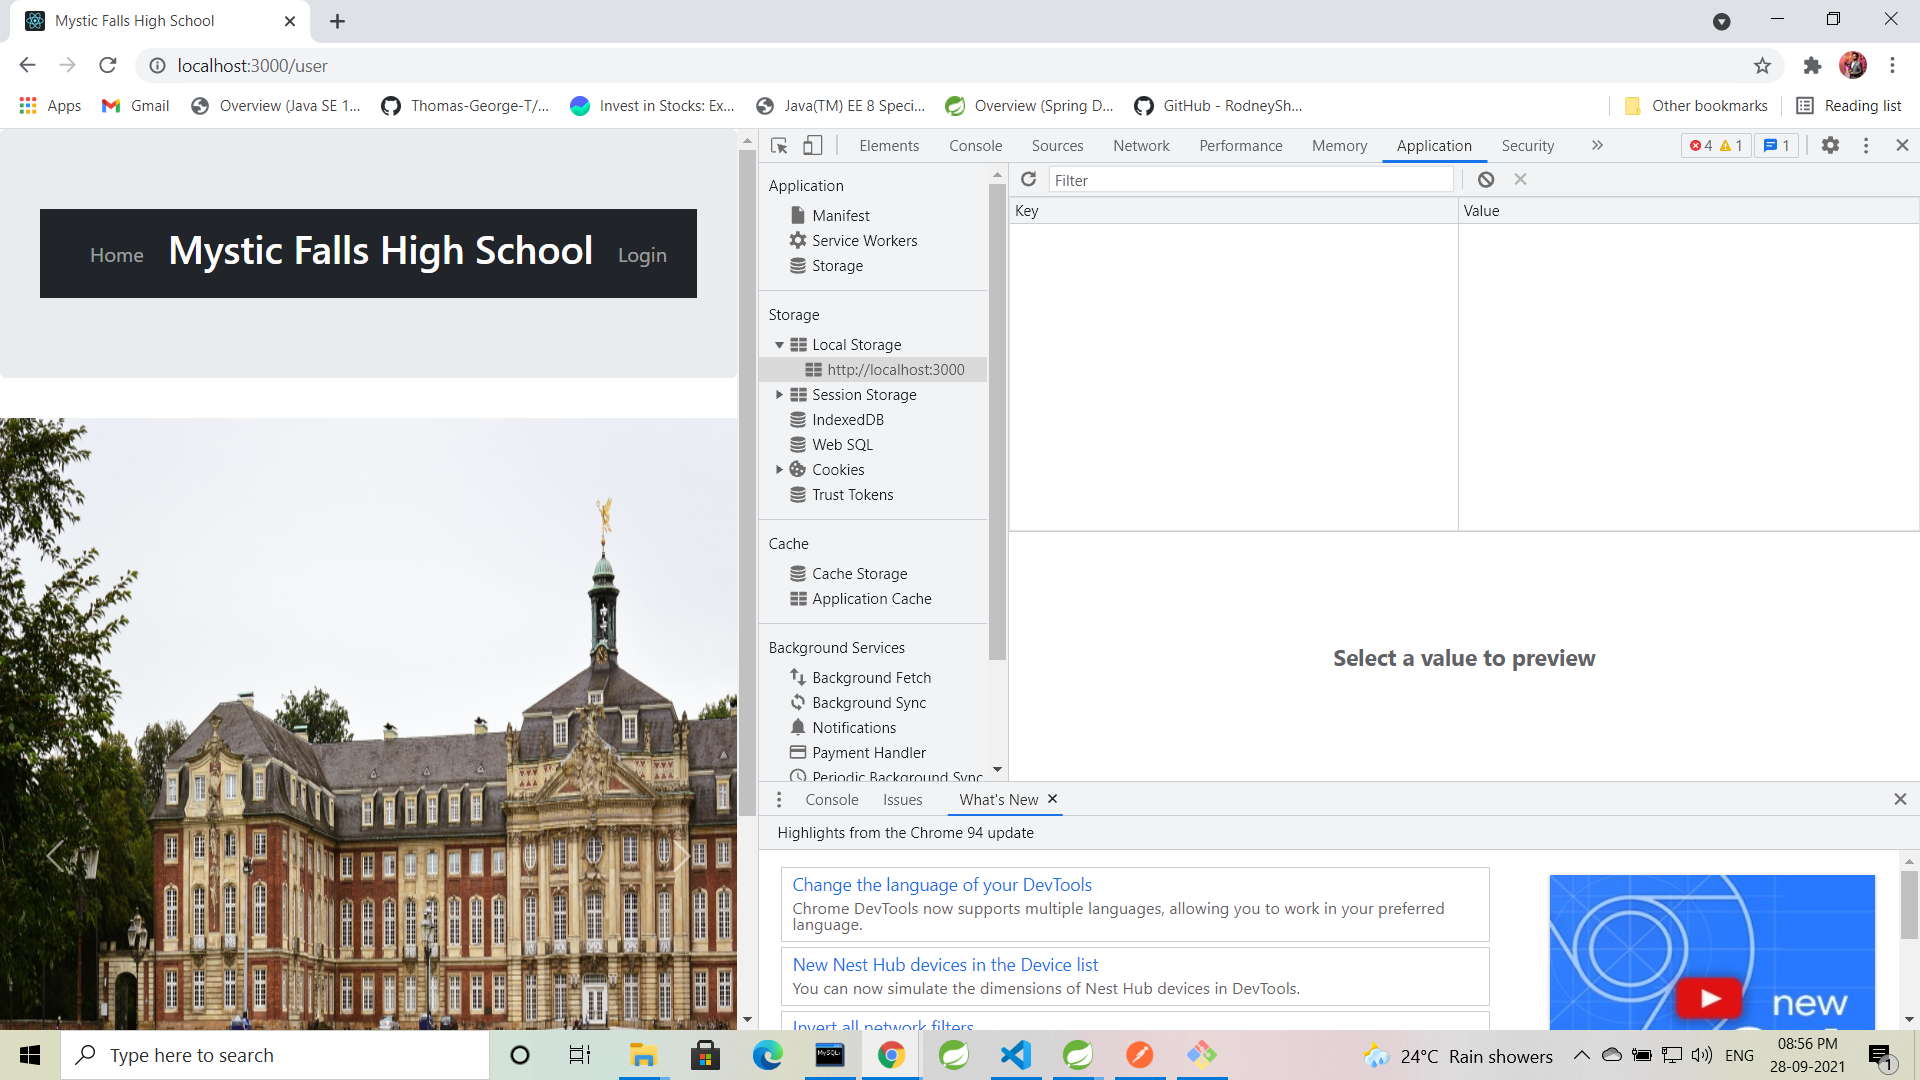 Mystic Falls High School
localhost:3000/user
Apps
Gmail
Overview (Java SE 1...
Thomas-George-T/...
Invest in Stocks: Ex...
Java(TM) EE 8 Speci...
Overview (Spring D...
GitHub - RodneySh...
Other bookmarks
Reading list
Home
Mystic Falls High School
Login
Elements
Console
Sources
Network
Performance
Memory
Application
Security
4
1
1
Application
Manifest
Service Workers
Storage
Storage
Local Storage
http://localhost:3000
Session Storage
IndexedDB
Web SQL
Cookies
Trust Tokens
Cache
Cache Storage
Application Cache
Background Services
Background Fetch
Background Sync
Notifications
Payment Handler
Periodic Background Sync
Filter
Key
Value
Select a value to preview
Console
Issues
What's New
Highlights from the Chrome 94 update
Change the language of your DevTools
Chrome DevTools now supports multiple languages, allowing you to work in your preferred
language.
New Nest Hub devices in the Device list
You can now simulate the dimensions of Nest Hub devices in DevTools.
Invert all network filters
new
Type here to search
MySQL
24°C Rain showers
ENG
08:56 PM
28-09-2021
1